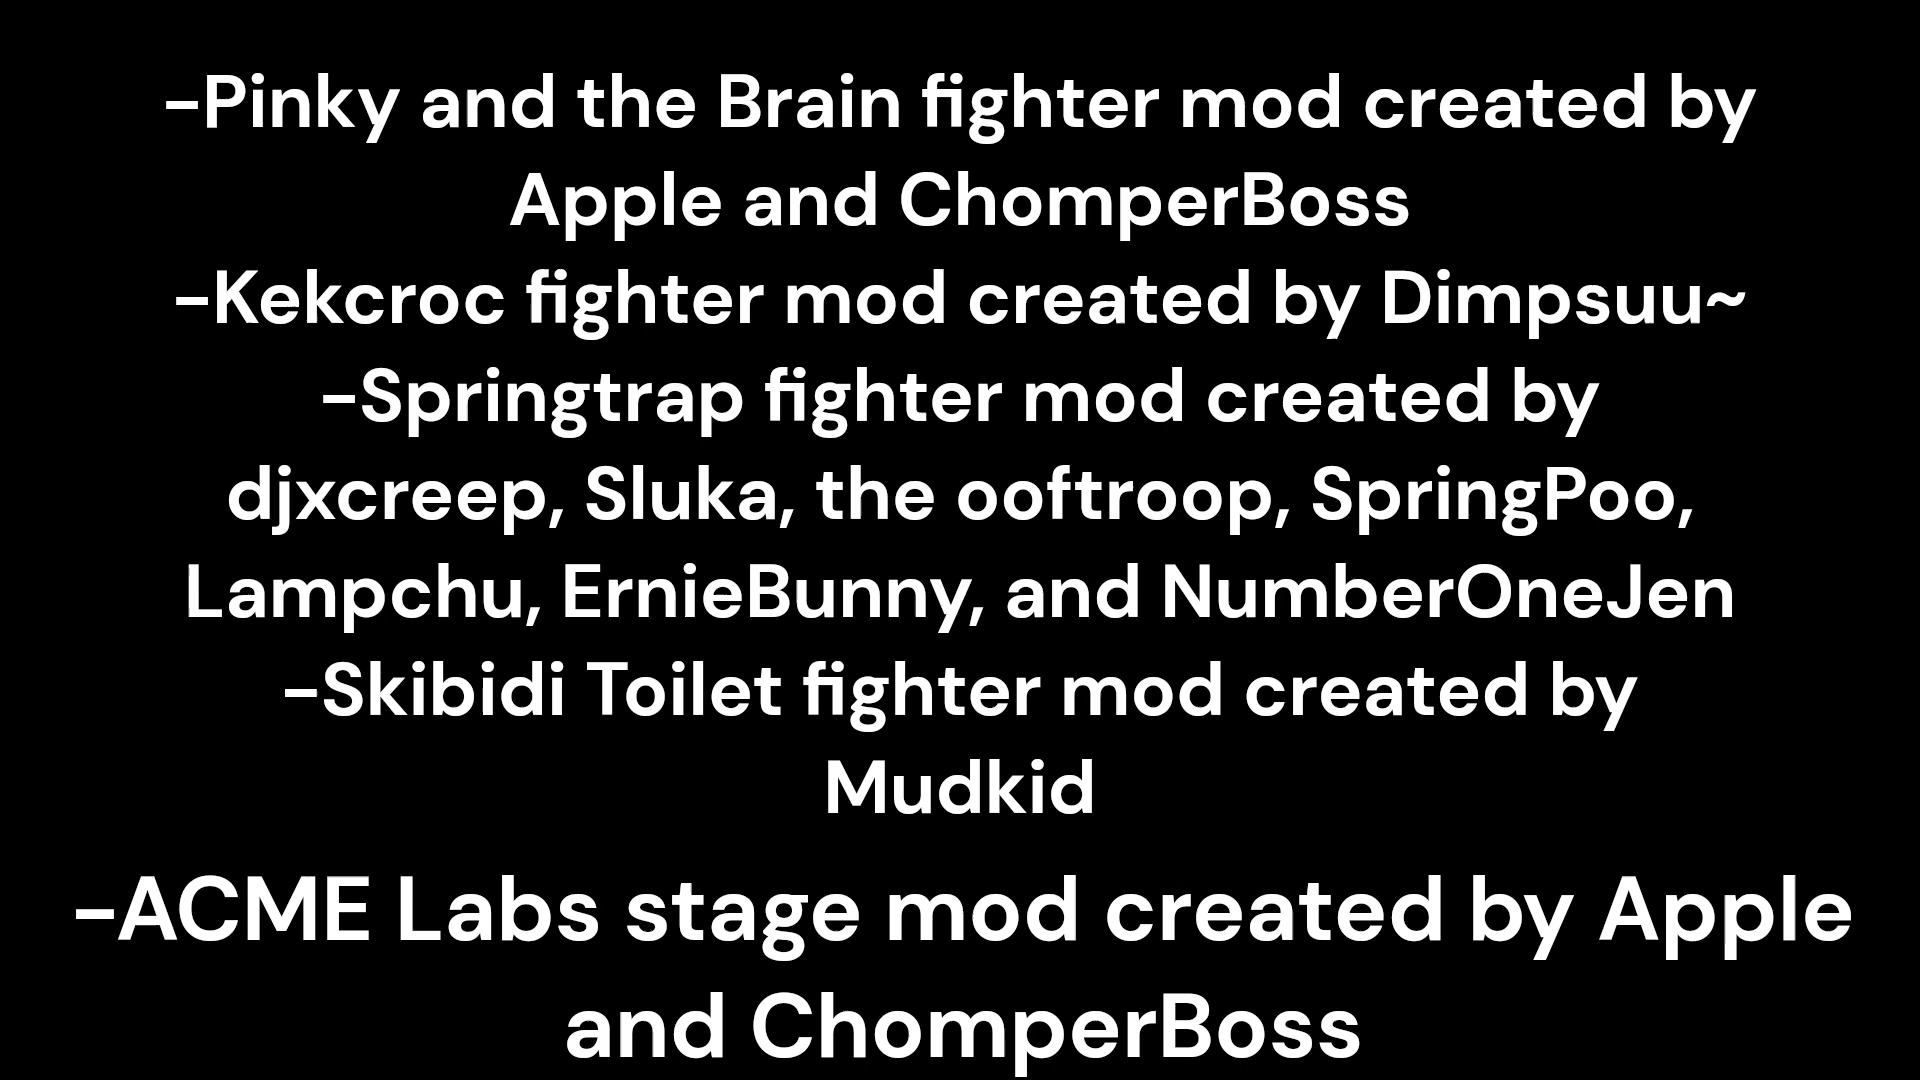 -Pinky and the Brain fighter mod created by
Apple and ChomperBoss
-Kekcroc fighter mod created by Dimpsuu~
-Springtrap fighter mod created by
djxcreep, Sluka, the ooftroop, SpringPoo,
Lampchu, ErnieBunny, and NumberOneJen
-Skibidi Toilet fighter mod created by
Mudkid
-ACME Labs stage mod created by Apple
and ChomperBoss